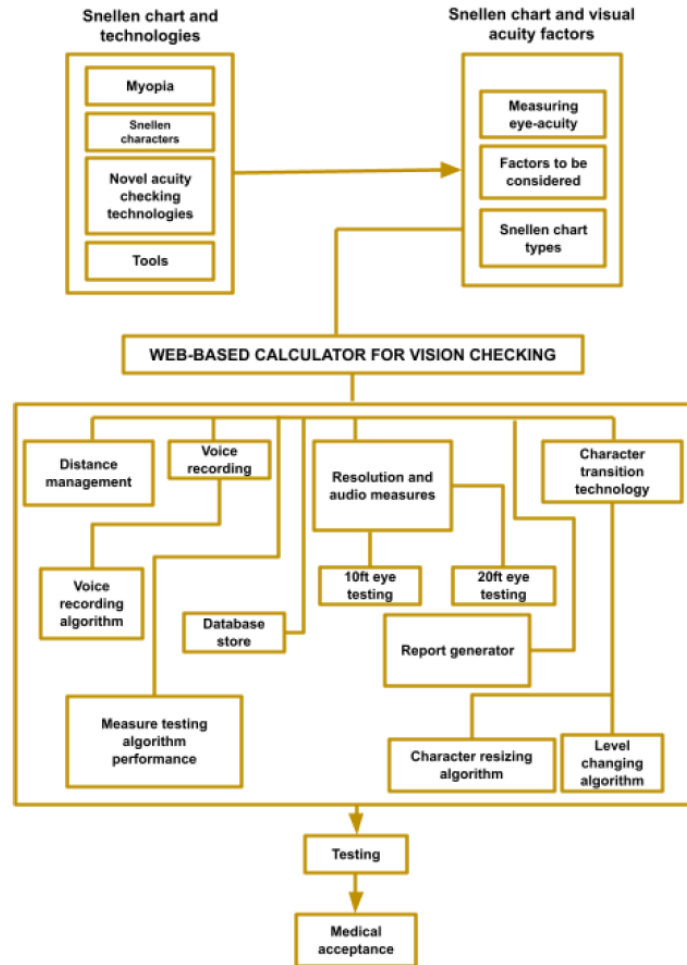 Snellen chart and
technologies
Snellen chart and visual
acuity factors
Myopia
Snellen
characters
Novel acuity
checking
technologies
Tools
Measuring
eye-acuity
Factors to be
considered
Snellen chart
types
WEB-BASED CALCULATOR FOR VISION CHECKING
Distance
management
Voice
recording
Resolution and
audio measures
Character
transition
technology
Voice
recording
algorithm
10ft eye
testing
20ft eye
testing
Database
store
Report generator
Measure testing
algorithm
performance
Character resizing
algorithm
Level
changing
algorithm
Testing
Medical
acceptance